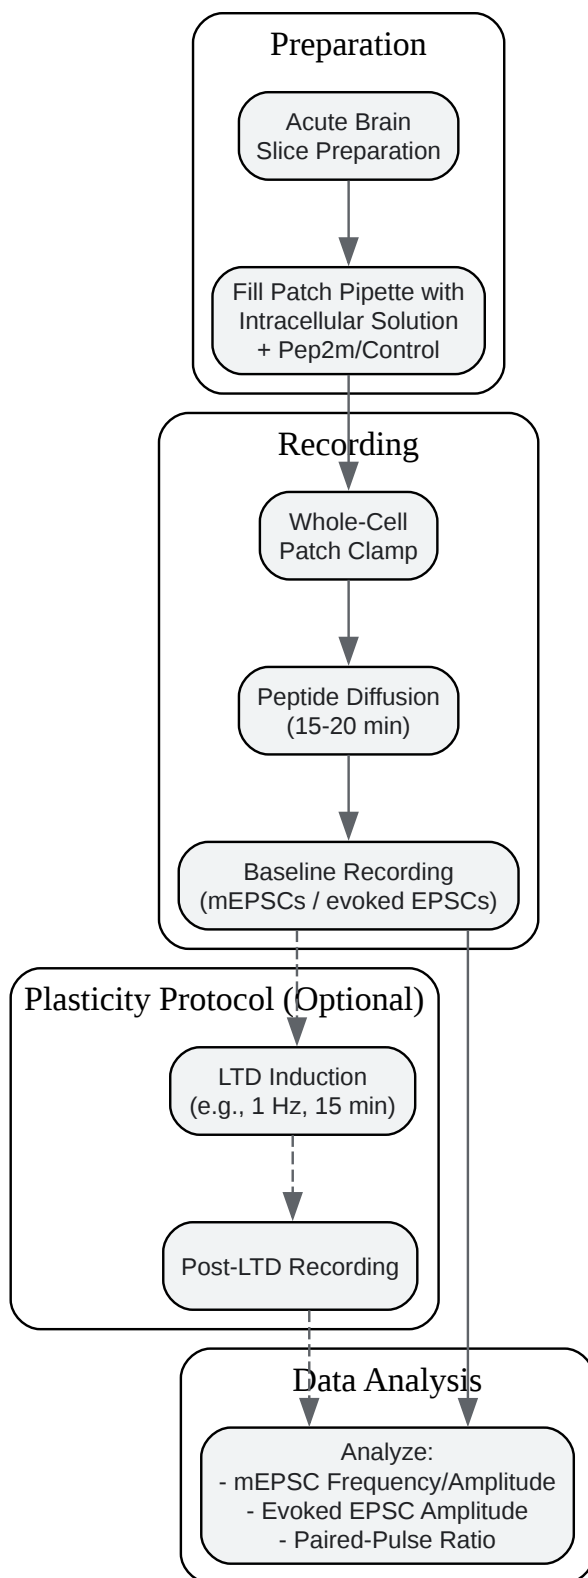 Preparation
Acute Brain
Slice Preparation
Fill Patch Pipette with
Intracellular Solution
+ Pep2m/Control
Recording
Whole-Cell
Patch Clamp
Peptide Diffusion
(15-20 min)
Baseline Recording
(mEPSCs / evoked EPSCs)
Plasticity Protocol (Optional)
LTD Induction
(e.g., 1 Hz, 15 min)
Post-LTD Recording
Data Analysis
Analyze:
- mEPSC Frequency/Amplitude
- Evoked EPSC Amplitude
- Paired-Pulse Ratio